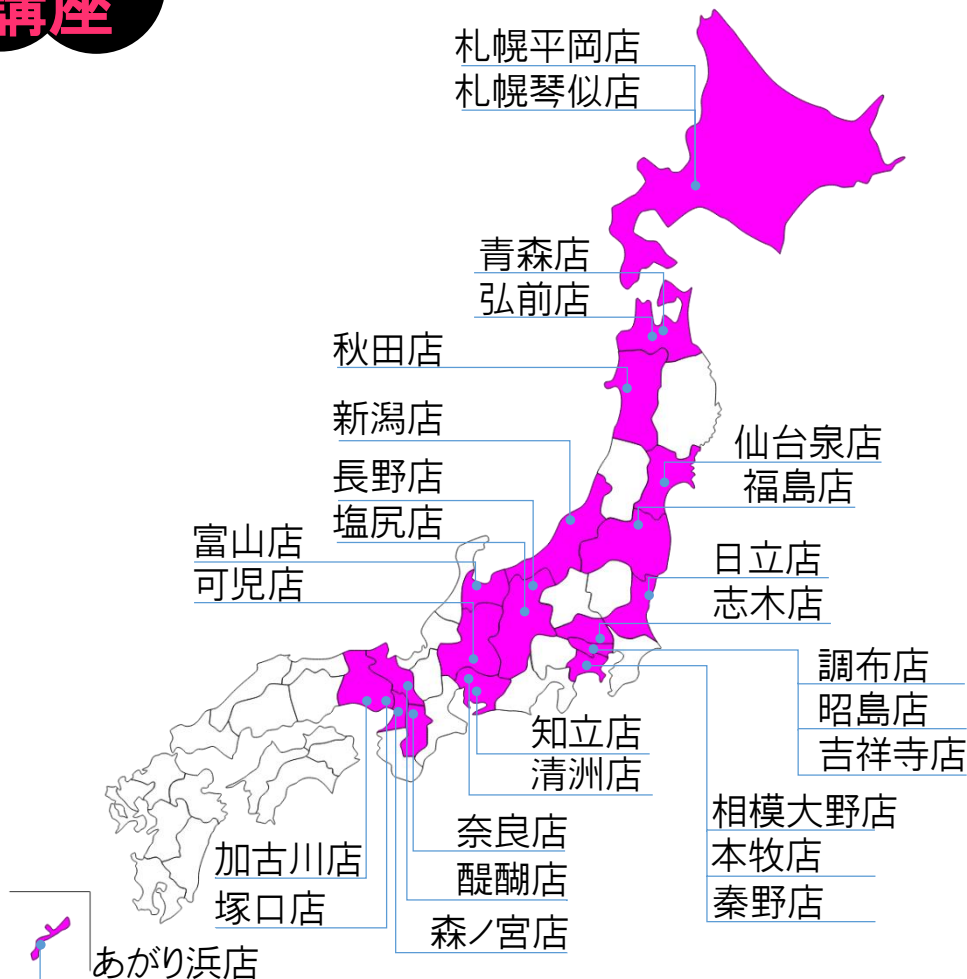 講座
札幌平岡店
札幌琴似店
青森店
弘前店
秋田店
新潟店
仙台泉店
長野店
福島店
塩尻店
富山店
可児店
日立店
志木店
調布店
昭島店
吉祥寺店
知立店
清洲店
相模大野店
本牧店
秦野店
奈良店
醍醐店
森ノ宮店
加古川店
塚口店
あがり浜店